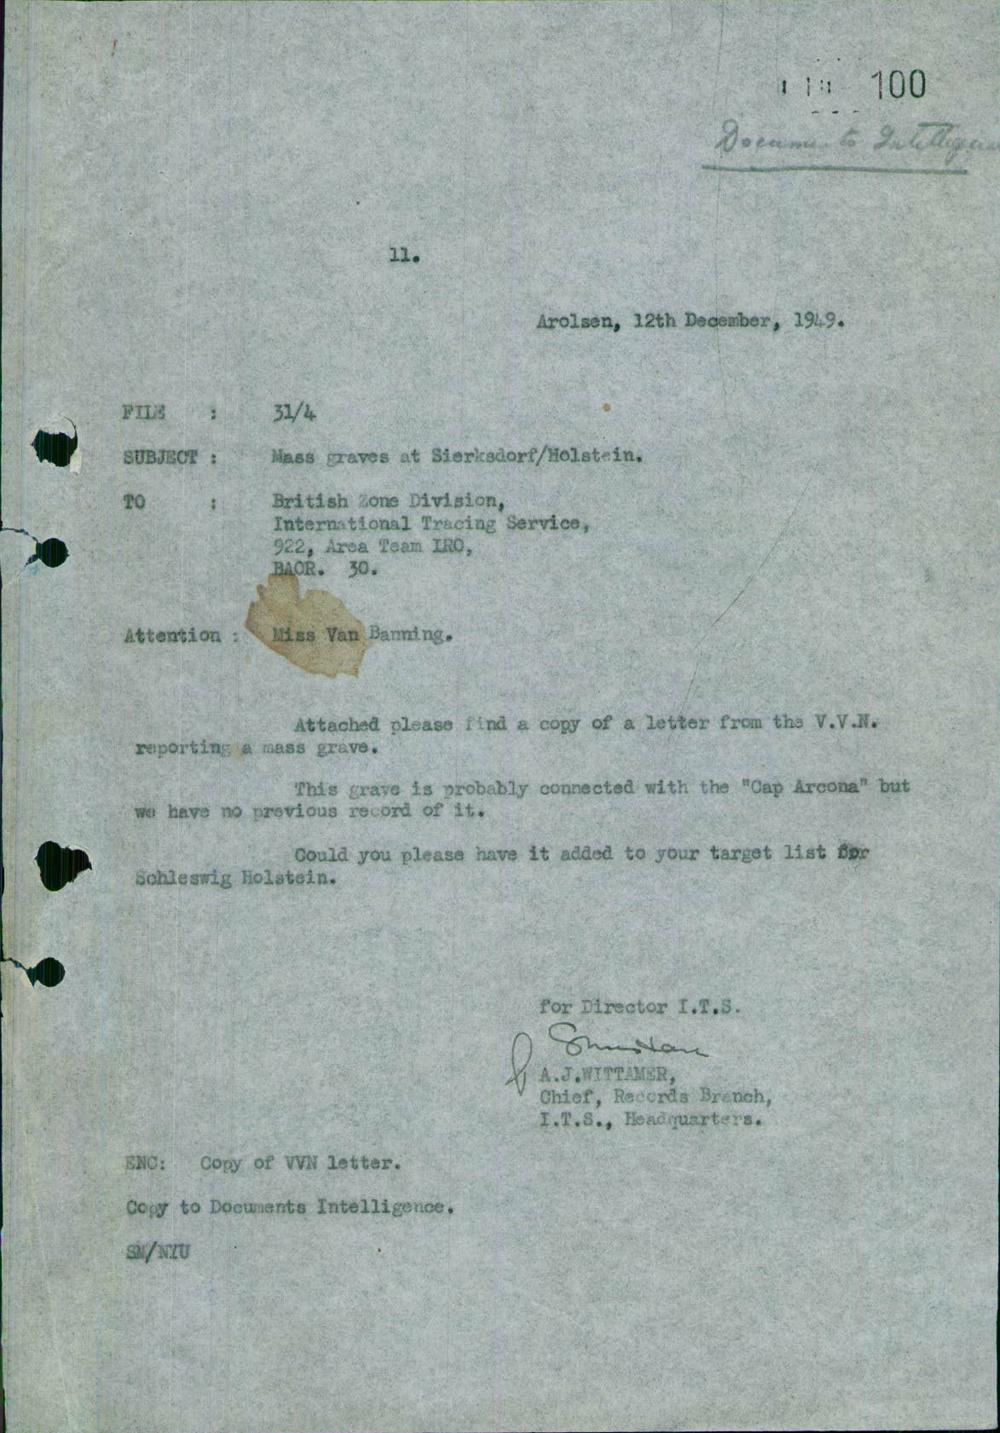 100
Documents Intelligence
11.
Arolsen, 12th December, 1949.
FILE : 31/4
SUBJECT : Mass graves at Sierksdorf/Holstein.
TO : British Zone Division,
International Tracing Service,
922, Area Team IRO,
BAOR. 30.
Attention : Miss Van Banning.
Attached please find a copy of a letter from the V.V.N.
reporting a mass grave.
This grave is probably connected with the "Cap Arcona" but
we have no previous record of it.
Could you please have it added to your target list for
Schleswig Holstein.
for Director I.T.S.
A.J.WITTAMER,
Chief, Records Branch,
I.T.S., Headquarters.
ENC: Copy of VVN letter.
Copy to Documents Intelligence.